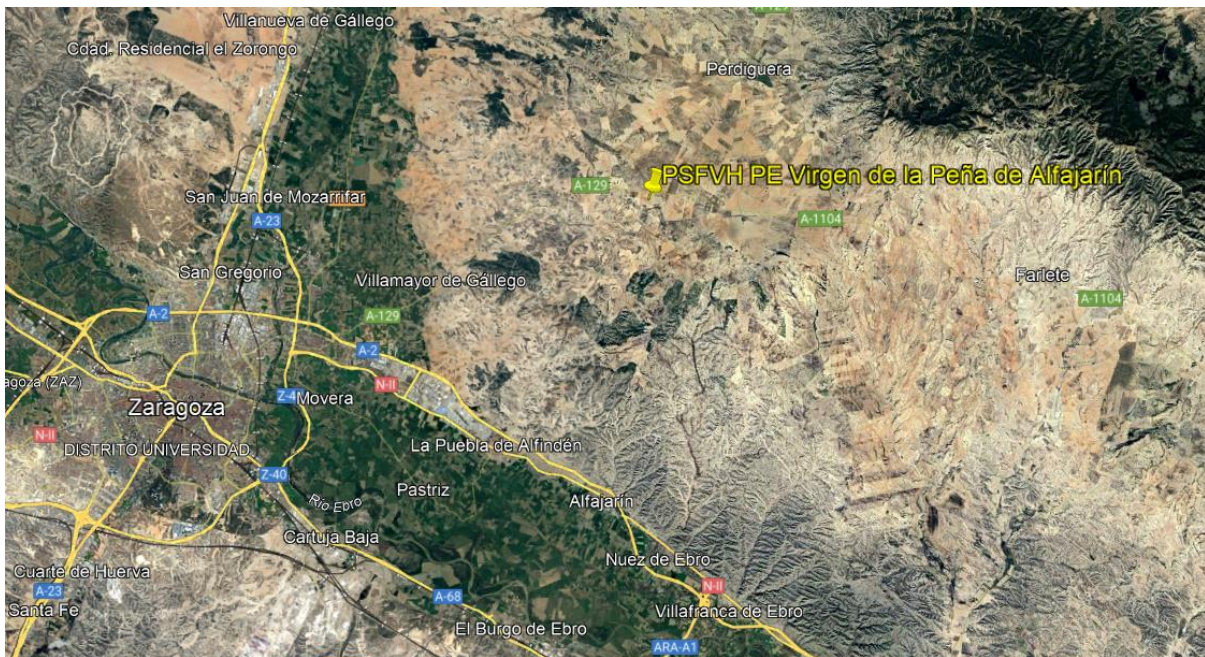 A-129
Villanueva de Gállego
Cdad. Residencial el Zorongo
Perdiguera
PSFVH PE Virgen de la Peña de Alfajarín
A-129
San Juan de Mozarrifar
A-23
A-1104
San Gregorio
Villamayor de Gállego
Farlete
A-1104
A-2
A-129
A-2
agoza (ZAZ)
N-II
Zaragoza
Z-4
Movera
N-II
DISTRITO UNIVERSIDAD
La Puebla de Alfindén
Z-40
Pastriz
Río Ebro
Alfajarín
Cartuja Baja
Nuez de Ebro
Cuarte de Huerva
A-23
A-68
N-II
Santa Fe
Villafranca de Ebro
El Burgo de Ebro
ARA-A1